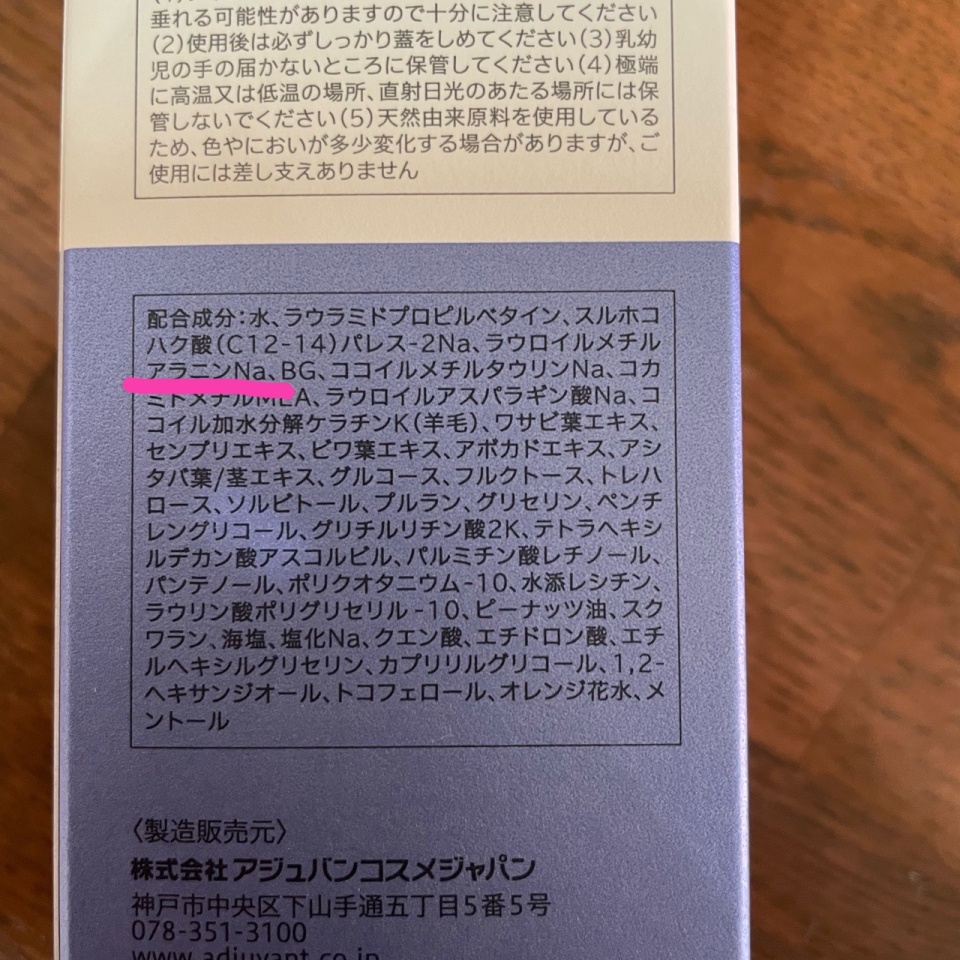 垂れる可能性がありますので十分に注意してください
(2)使用後は必ずしっかり蓋をしめてください(3)乳幼
児の手の届かないところに保管してください(4)極端
に高温又は低温の場所、直射日光のあたる場所には保
管しないでください(5)天然由来原料を使用している
ため、色やにおいが多少変化する場合がありますが、ご
使用には差し支えありません
配合成分:水、ラウラミドプロピルベタイン、スルホコ
ハク酸(C12-14)パレス-2Na、ラウロイルメチル
アラニンNa、BG、ココイルメチルタウリンNa、コカ
ミドメチルMEA、ラウロイルアスパラギン酸Na、コ
コイル加水分解ケラチンK(羊毛)、ワサビ葉エキス、
センブリエキス、ビワ葉エキス、アボカドエキス、アシ
タバ葉/茎エキス、グルコース、フルクトース、トレハ
ロース、ソルビトール、プルラン、グリセリン、ペンチ
レングリコール、グリチルリチン酸2K、テトラヘキシ
ルデカン酸アスコルビル、パルミチン酸レチノール、
パンテノール、ポリクオタニウム-10、水添レシチン、
ラウリン酸ポリグリセリル-10、ピーナッツ油、スク
ワラン、海塩、塩化Na、クエン酸、エチドロン酸、エチ
ルヘキシルグリセリン、カプリリルグリコール、1,2-
ヘキサンジオール、トコフェロール、オレンジ花水、メ
ントール
〈製造販売元〉
株式会社アジュバンコスメジャパン
神戸市中央区下山手通五丁目5番5号
078-351-3100
www.adjuvant.co.jp